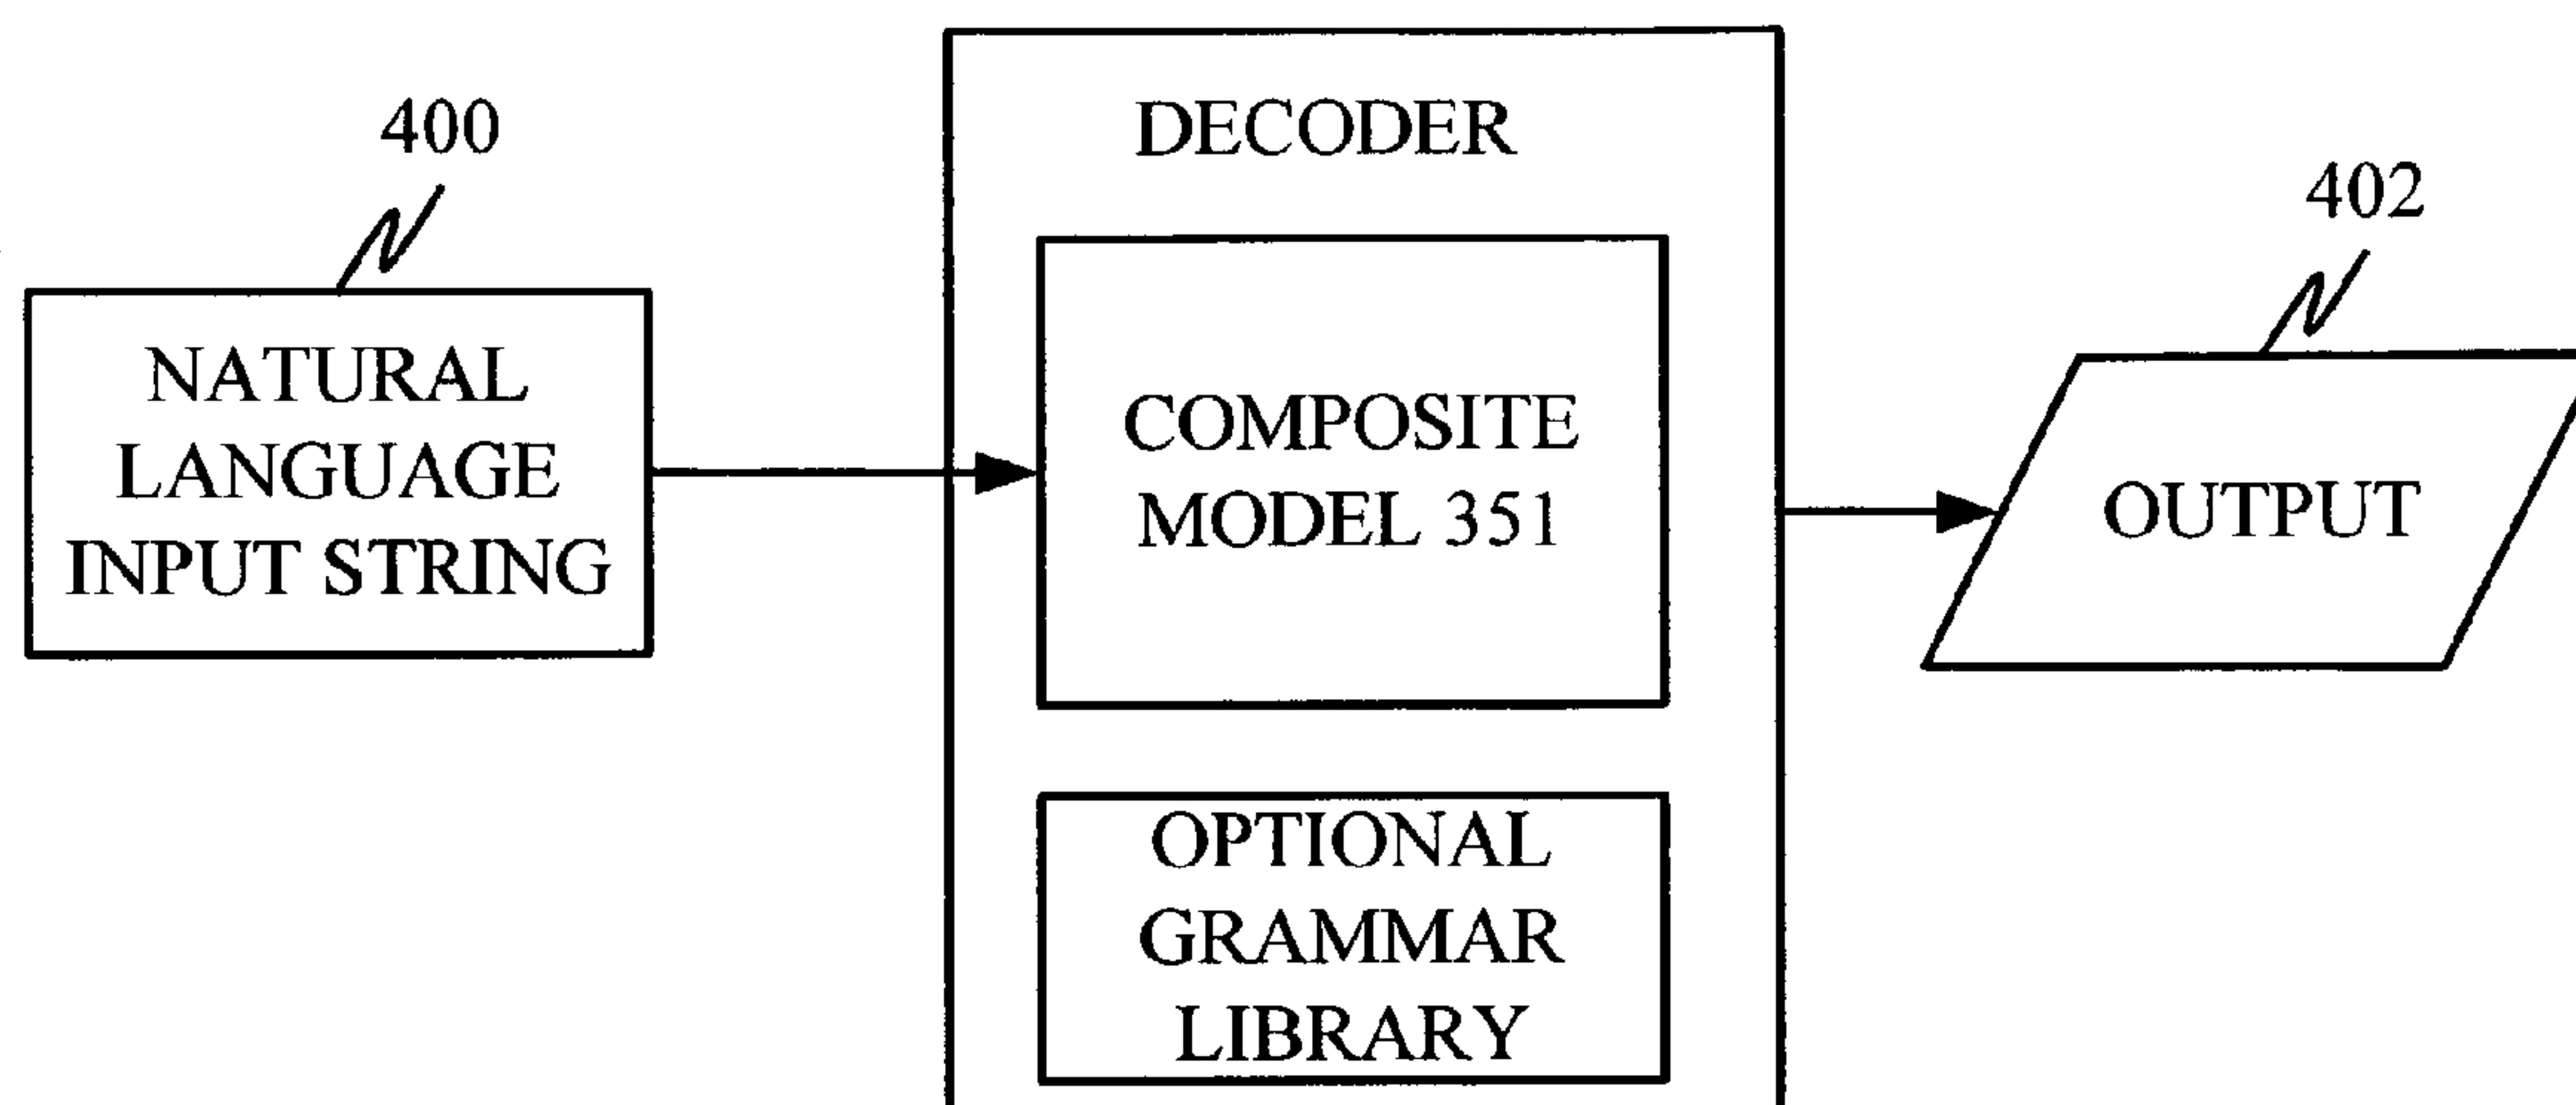 400
NATURAL
LANGUAGE
INPUT STRING
DECODER
COMPOSITE
MODEL 351
OPTIONAL
GRAMMAR
LIBRARY
402
OUTPUT